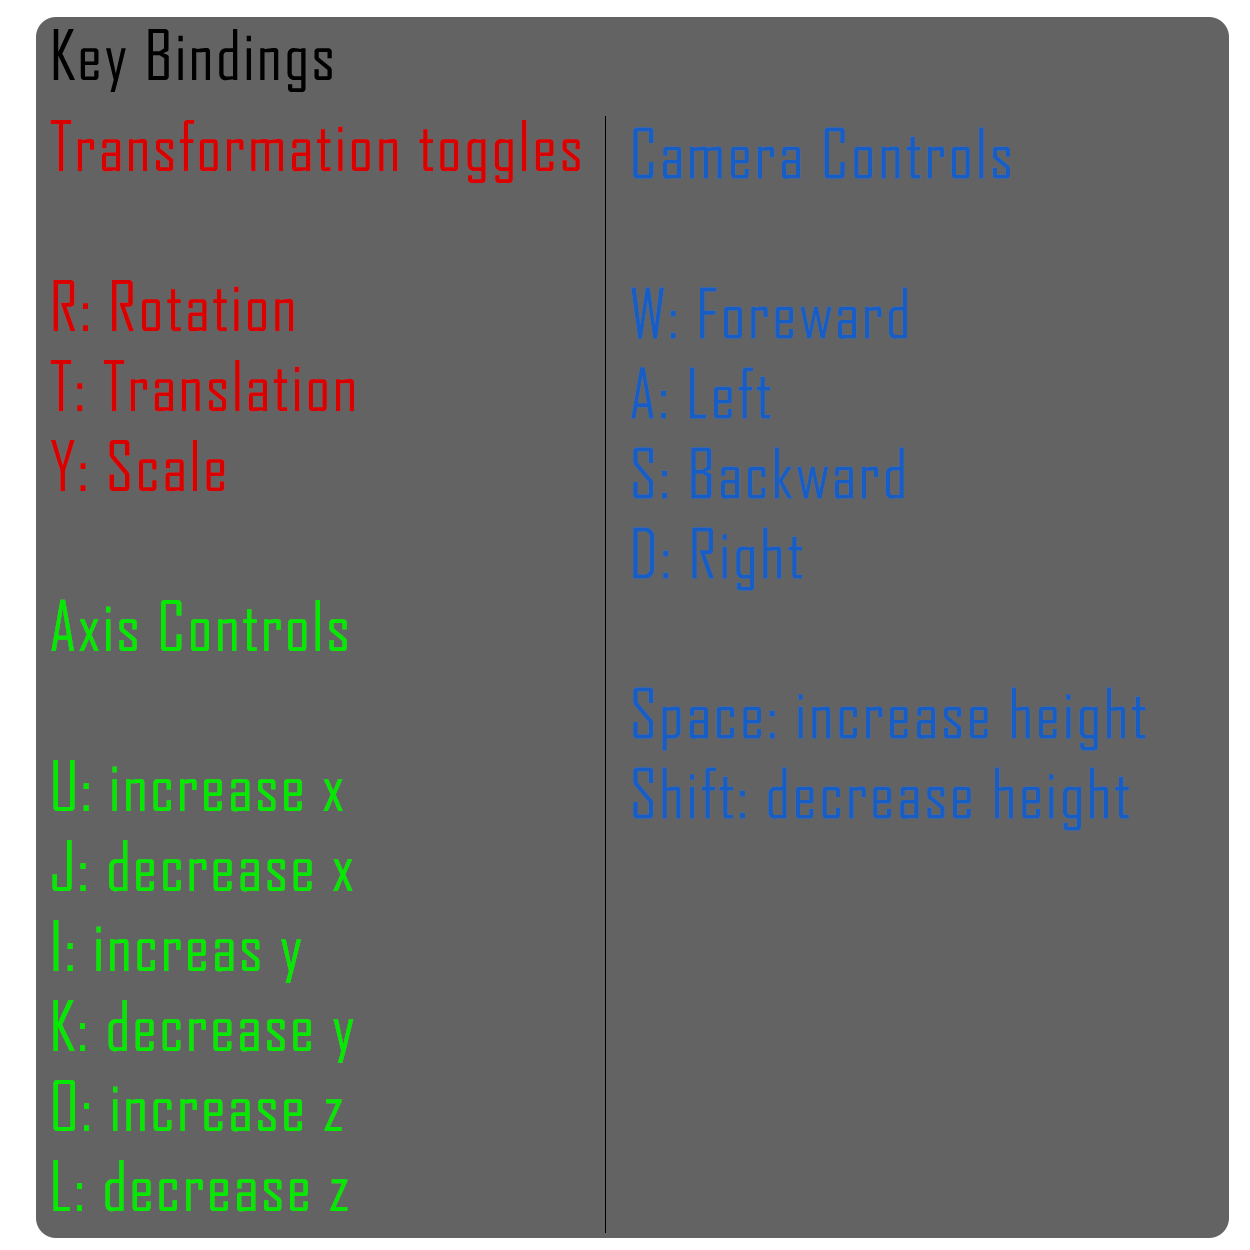 Key Bindings
Transformation toggles
R: Rotation
T: Translation
Y: Scale
Axis Controls
U: increase x
J: decrease x
I: increas y
K: decrease y
O: increase z
L: decrease z
Camera Controls
W: Foreward
A: Left
S: Backward
D: Right
Space: increase height
Shift: decrease height